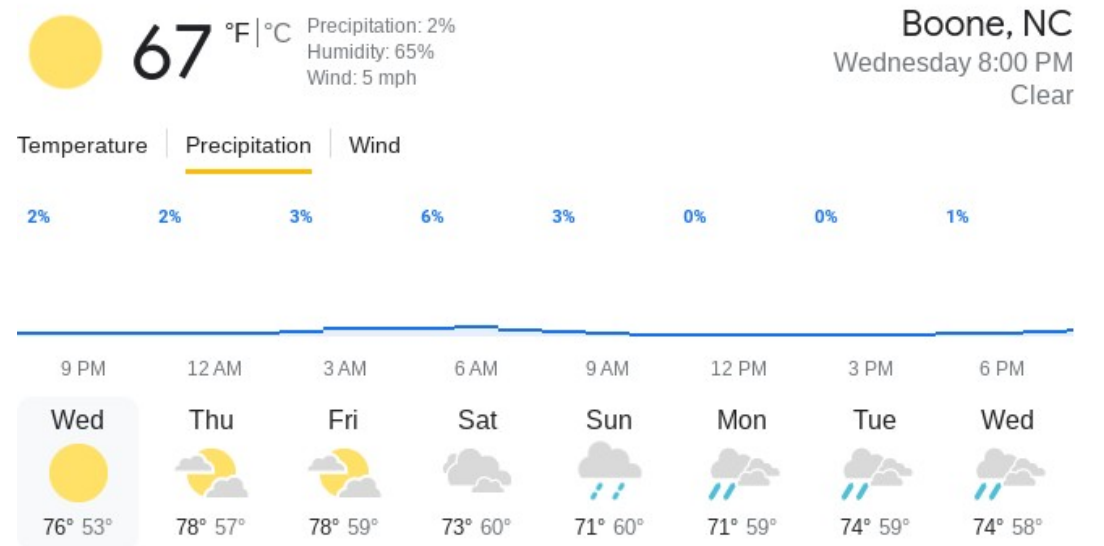 67 °F | °C
Precipitation: 2%
Humidity: 65%
Wind: 5 mph
Boone, NC
Wednesday 8:00 PM
Clear
Temperature | Precipitation | Wind
2% 2% 3% 6% 3% 0% 0% 1%
9 PM 12 AM 3 AM 6 AM 9 AM 12 PM 3 PM 6 PM
Wed Thu Fri Sat Sun Mon Tue Wed
76° 53° 78° 57° 78° 59° 73° 60° 71° 60° 71° 59° 74° 59° 74° 58°